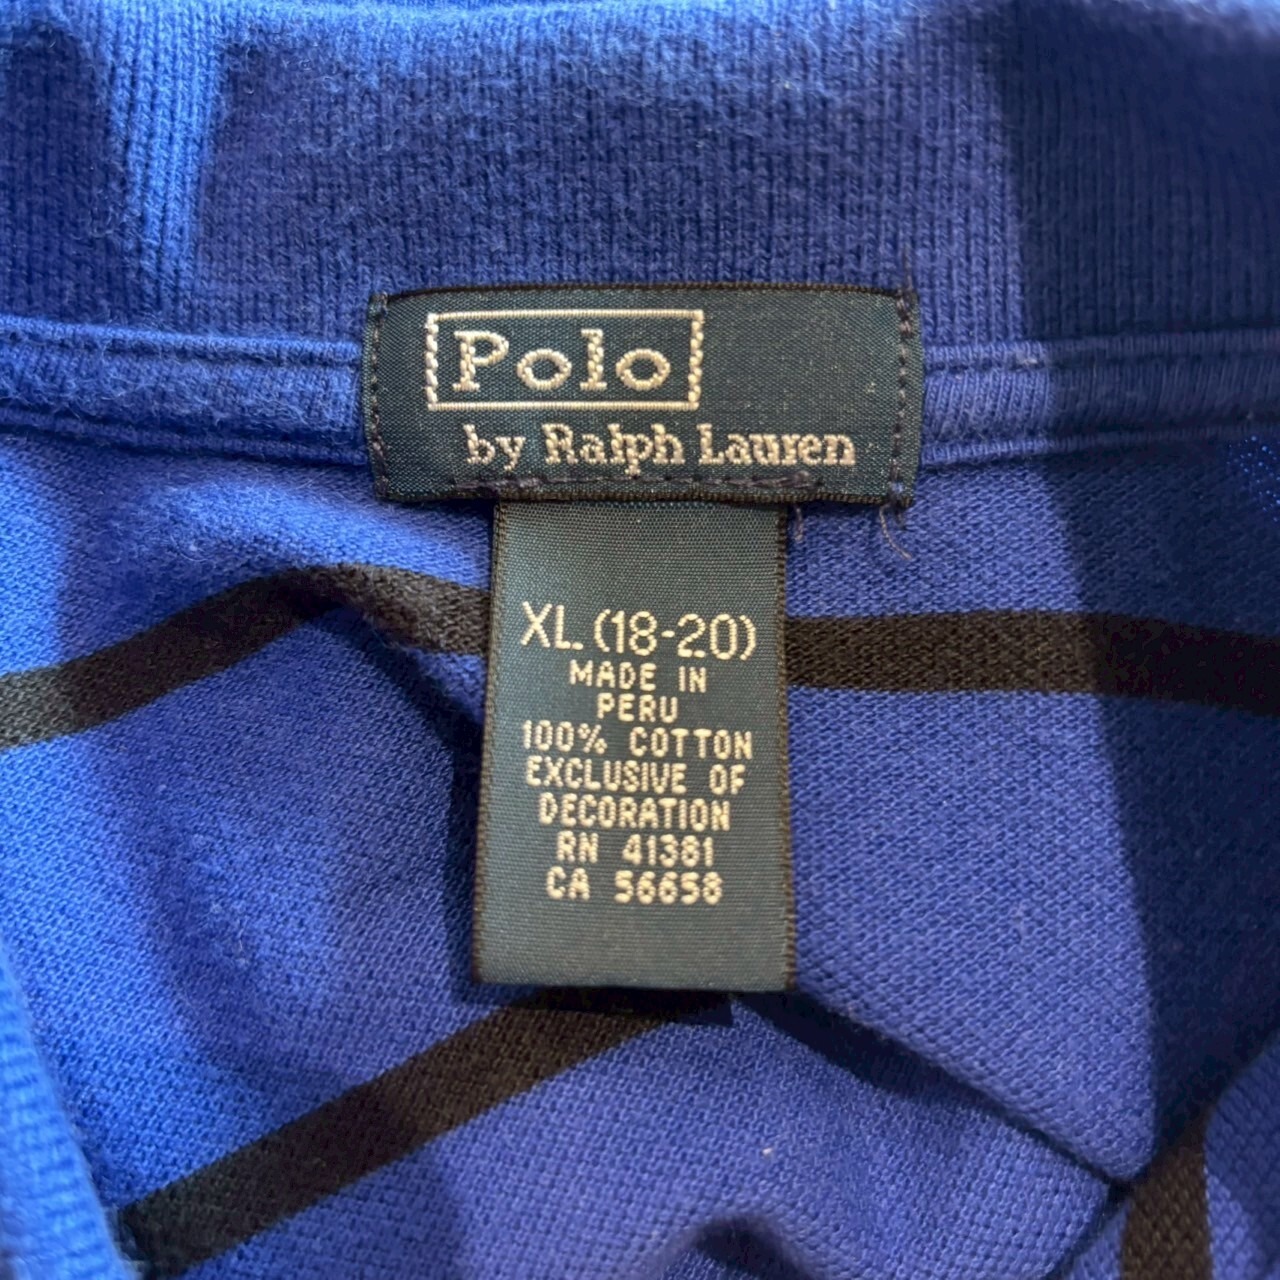 Polo
by Ralph Lauren
XL (18-20)
MADE IN
PERU
100% COTTON
EXCLUSIVE OF
DECORATION
RN 41381
CA 56658